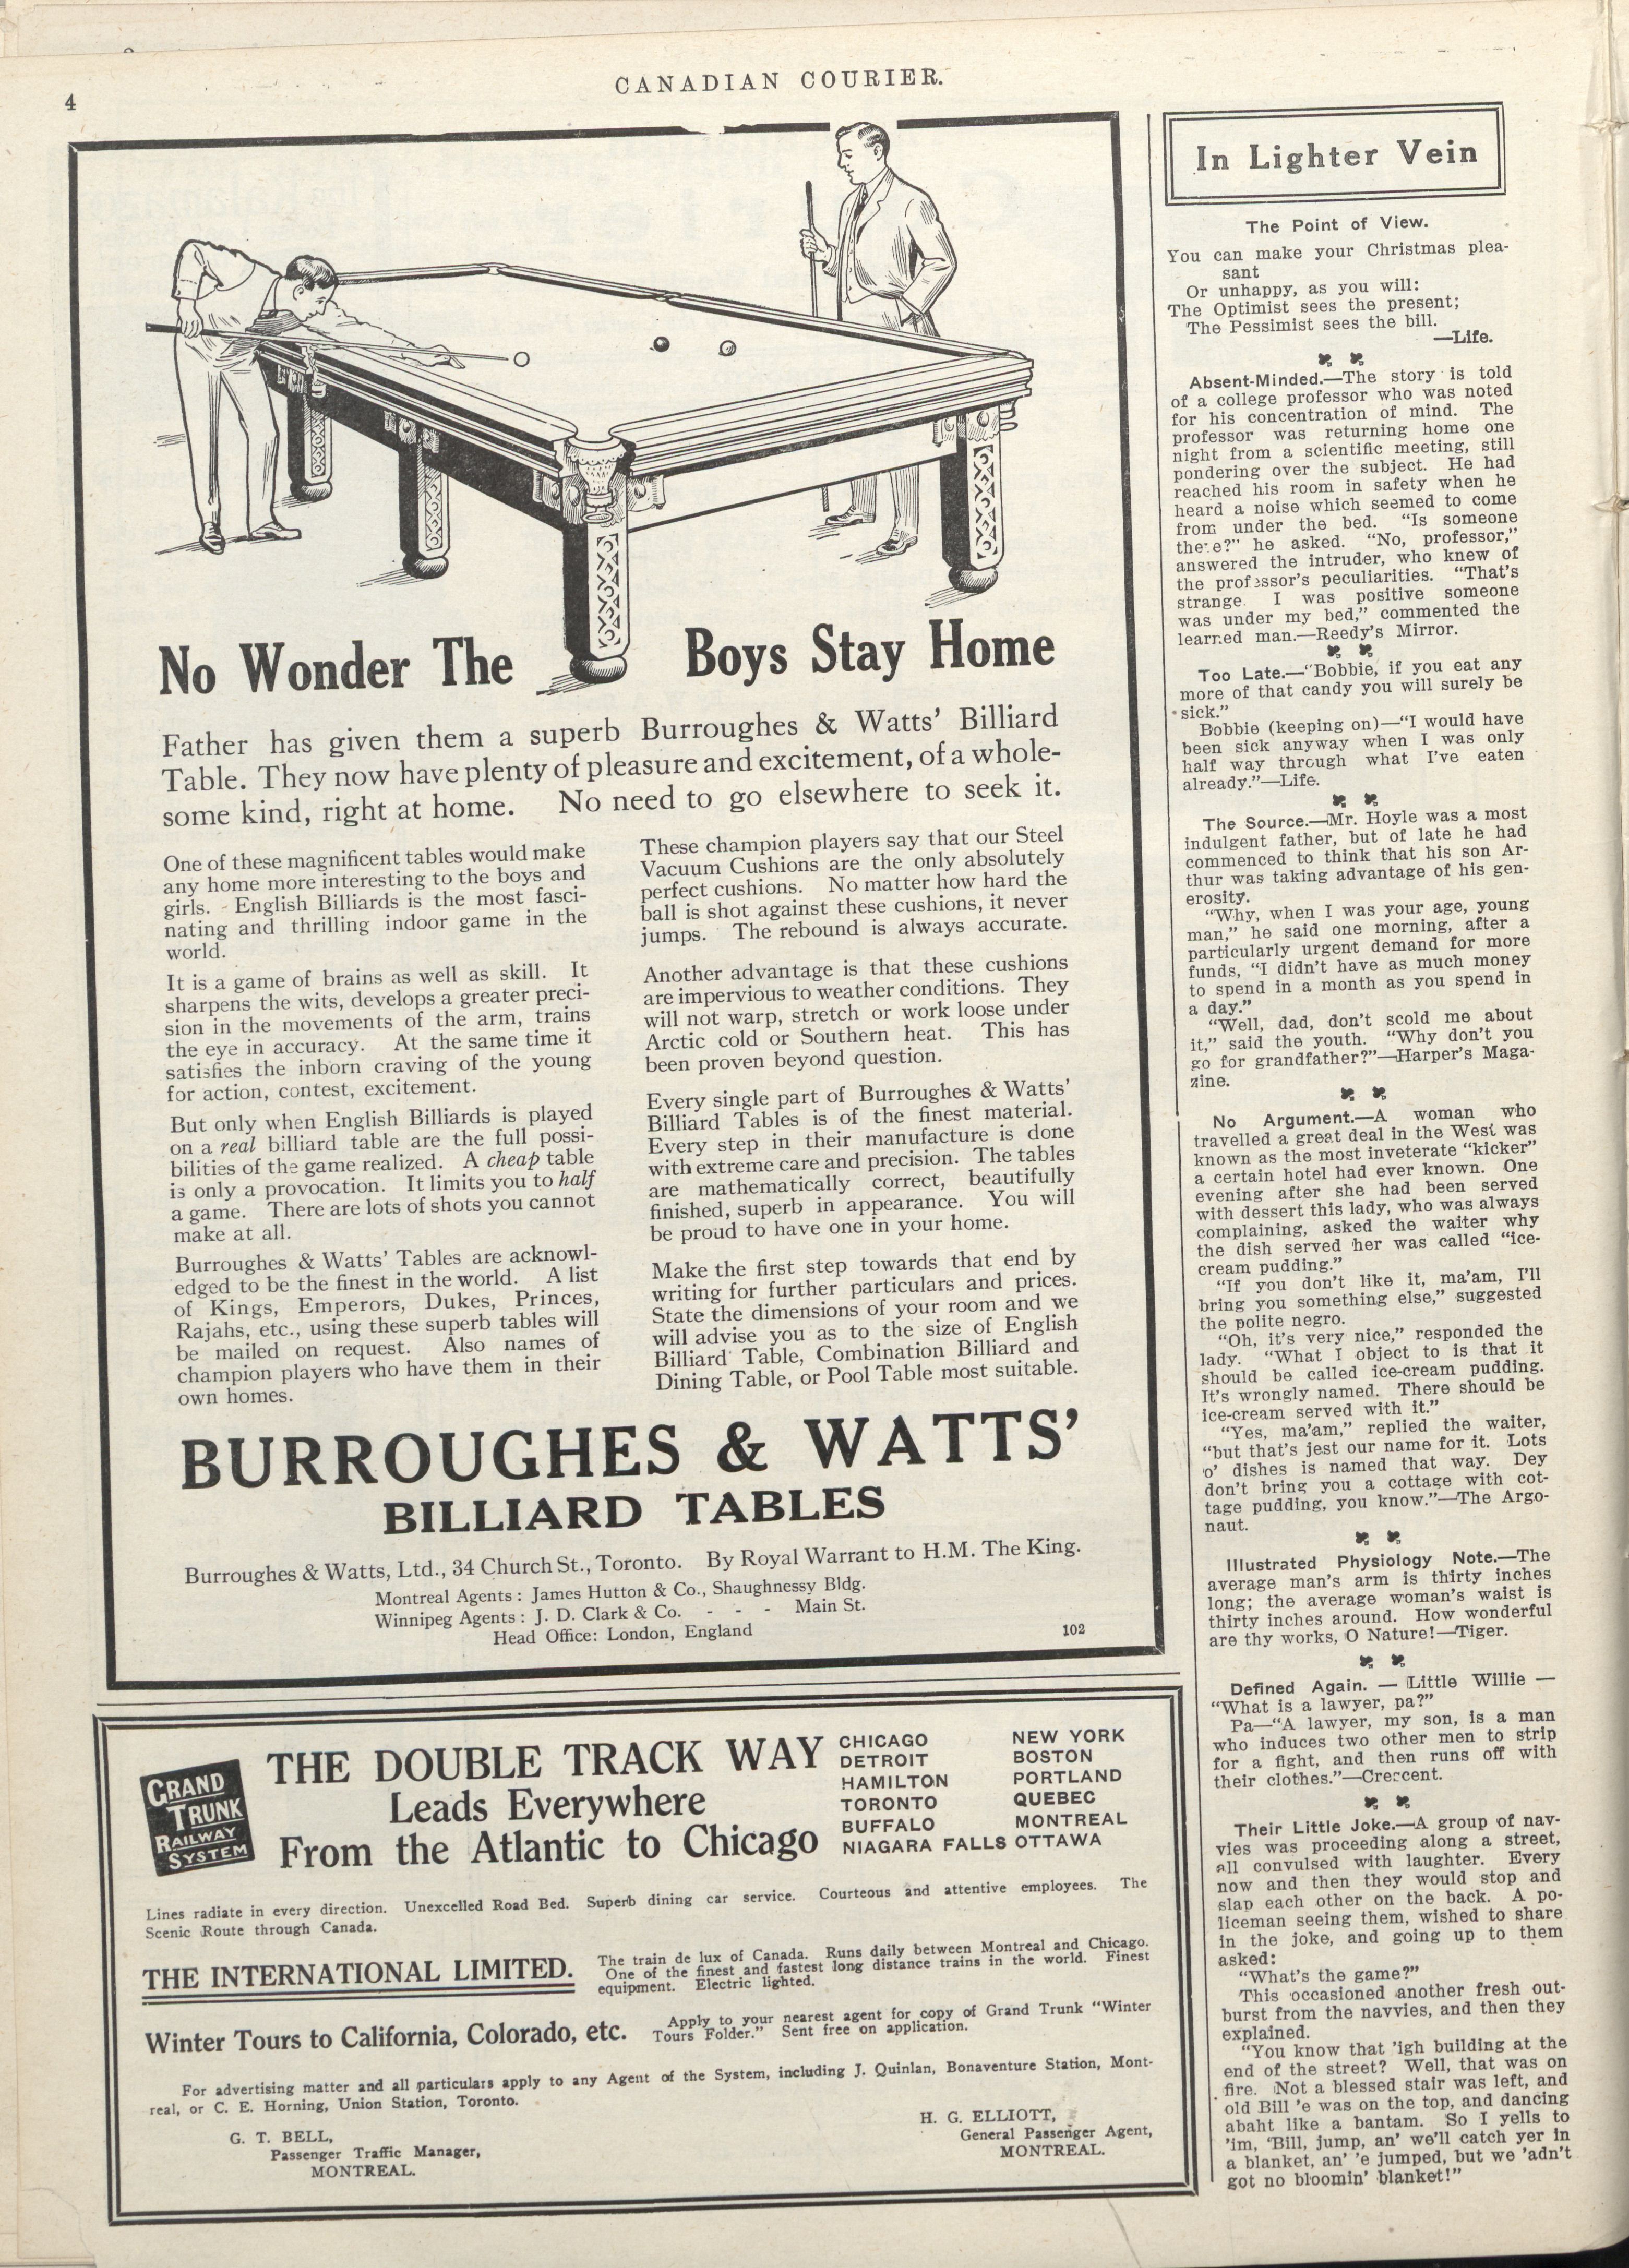 4
CANADIAN COURIER.
No Wonder The Boys Stay Home
Father has given them a superb Burroughes & Watts' Billiard
Table. They now have plenty of pleasure and excitement, of a whole-
some kind, right at home. No need to go elsewhere to seek it.
One of these magnificent tables would make
any home more interesting to the boys and
girls. English Billiards is the most fasci-
nating and thrilling indoor game in the
world.
It is a game of brains as well as skill. It
sharpens the wits, develops a greater preci-
sion in the movements of the arm, trains
the eye in accuracy. At the same time it
satisfies the inborn craving of the young
for action, contest, excitement.
But only when English Billiards is played
on a real billiard table are the full possi-
bilities of the game realized. A cheap table
is only a provocation. It limits you to half
a game. There are lots of shots you cannot
make at all.
Burroughes & Watts' Tables are acknowl-
edged to be the finest in the world. A list
of Kings, Emperors, Dukes, Princes,
Rajahs, etc., using these superb tables will
be mailed on request. Also names of
champion players who have them in their
own homes.
These champion players say that our Steel
Vacuum Cushions are the only absolutely
perfect cushions. No matter how hard the
ball is shot against these cushions, it never
jumps. The rebound is always accurate.
Another advantage is that these cushions
are impervious to weather conditions. They
will not warp, stretch or work loose under
Arctic cold or Southern heat. This has
been proven beyond question.
Every single part of Burroughes & Watts'
Billiard Tables is of the finest material.
Every step in their manufacture is done
with extreme care and precision. The tables
are mathematically correct, beautifully
finished, superb in appearance. You will
be proud to have one in your home.
Make the first step towards that end by
writing for further particulars and prices.
State the dimensions of your room and we
will advise you as to the size of English
Billiard Table, Combination Billiard and
Dining Table, or Pool Table most suitable.
BURROUGHES & WATTS'
BILLIARD TABLES
Burroughes & Watts, Ltd., 34 Church St., Toronto. By Royal Warrant to H.M. The King.
Montreal Agents: James Hutton & Co., Shaughnessy Bldg.
Winnipeg Agents: J. D. Clark & Co. - - - Main St.
Head Office: London, England
102
GRAND
TRUNK
RAILWAY
SYSTEM
THE DOUBLE TRACK WAY
Leads Everywhere
From the Atlantic to Chicago
CHICAGO
DETROIT
HAMILTON
TORONTO
BUFFALO
NIAGARA FALLS
NEW YORK
BOSTON
PORTLAND
QUEBEC
MONTREAL
OTTAWA
Lines radiate in every direction. Unexcelled Road Bed. Superb dining car service. Courteous and attentive employees. The
Scenic Route through Canada.
THE INTERNATIONAL LIMITED.
The train de lux of Canada. Runs daily between Montreal and Chicago.
One of the finest and fastest long distance trains in the world. Finest
equipment. Electric lighted.
Winter Tours to California, Colorado, etc.
Apply to your nearest agent for copy of Grand Trunk "Winter
Tours Folder." Sent free on application.
For advertising matter and all particulars apply to any Agent of the System, including J. Quinlan, Bonaventure Station, Mont-
real, or C. E. Horning, Union Station, Toronto.
G. T. BELL,
Passenger Traffic Manager,
MONTREAL.
H. G. ELLIOTT,
General Passenger Agent,
MONTREAL.
In Lighter Vein
The Point of View.
You can make your Christmas plea-
sant
Or unhappy, as you will:
The Optimist sees the present;
The Pessimist sees the bill.
—Life.
Absent-Minded.—The story is told
of a college professor who was noted
for his concentration of mind. The
professor was returning home one
night from a scientific meeting, still
pondering over the subject. He had
reached his room in safety when he
heard a noise which seemed to come
from under the bed. "Is someone
there?" he asked. "No, professor,"
answered the intruder, who knew of
the professor's peculiarities. "That's
strange. I was positive someone
was under my bed," commented the
learned man.—Reedy's Mirror.
Too Late.—"Bobbie, if you eat any
more of that candy you will surely be
sick."
Bobbie (keeping on)—"I would have
been sick anyway when I was only
half way through what I've eaten
already."—Life.
The Source.—Mr. Hoyle was a most
indulgent father, but of late he had
commenced to think that his son Ar-
thur was taking advantage of his gen-
erosity.
"Why, when I was your age, young
man," he said one morning, after a
particularly urgent demand for more
funds, "I didn't have as much money
to spend in a month as you spend in
a day."
"Well, dad, don't scold me about
it," said the youth. "Why don't you
go for grandfather?"—Harper's Maga-
zine.
No Argument.—A woman who
travelled a great deal in the West was
known as the most inveterate "kicker"
a certain hotel had ever known. One
evening after she had been served
with dessert this lady, who was always
complaining, asked the waiter why
the dish served her was called "ice-
cream pudding."
"If you don't like it, ma'am, I'll
bring you something else," suggested
the polite negro.
"Oh, it's very nice," responded the
lady. "What I object to is that it
should be called ice-cream pudding.
It's wrongly named. There should be
ice-cream served with it."
"Yes, ma'am," replied the waiter,
"but that's jest our name for it. Lots
o' dishes is named that way. Dey
don't bring you a cottage with cot-
tage pudding, you know."—The Argo-
naut.
Illustrated Physiology Note.—The
average man's arm is thirty inches
long; the average woman's waist is
thirty inches around. How wonderful
are thy works, O Nature!—Tiger.
Defined Again. — Little Willie —
"What is a lawyer, pa?"
Pa—"A lawyer, my son, is a man
who induces two other men to strip
for a fight, and then runs off with
their clothes."—Crescent.
Their Little Joke.—A group of nav-
vies was proceeding along a street,
all convulsed with laughter. Every
now and then they would stop and
slap each other on the back. A po-
liceman seeing them, wished to share
in the joke, and going up to them
asked:
"What's the game?"
This occasioned another fresh out-
burst from the navvies, and then they
explained.
"You know that 'igh building at the
end of the street? Well, that was on
fire. Not a blessed stair was left, and
old Bill 'e was on the top, and dancing
abaht like a bantam. So I yells to
'im, 'Bill, jump, an' we'll catch yer in
a blanket, an' 'e jumped, but we 'adn't
got no bloomin' blanket!"